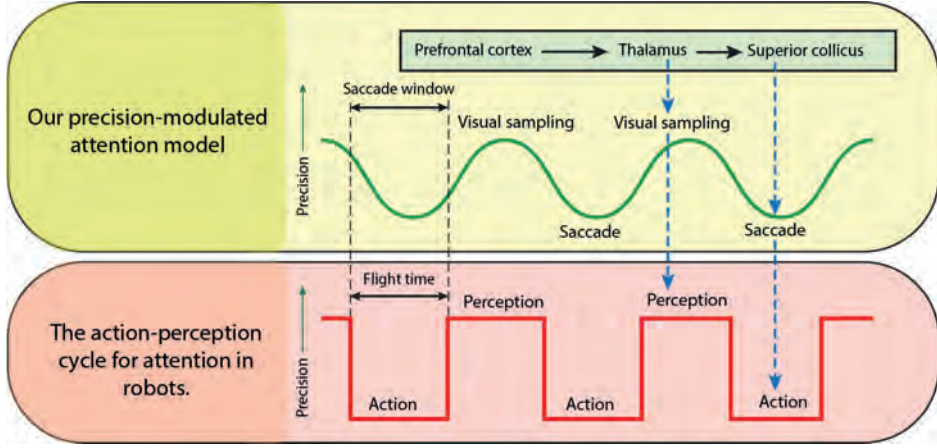 Prefrontal cortex
Thalamus
Superior collicus
Saccade window
Visual sampling
Visual sampling
Our precision-modulated
attention model
Precision
Saccade
Saccade
Flight time
Perception
Perception
The action-perception
cycle for attention in
robots.
Precision
Action
Action
Action